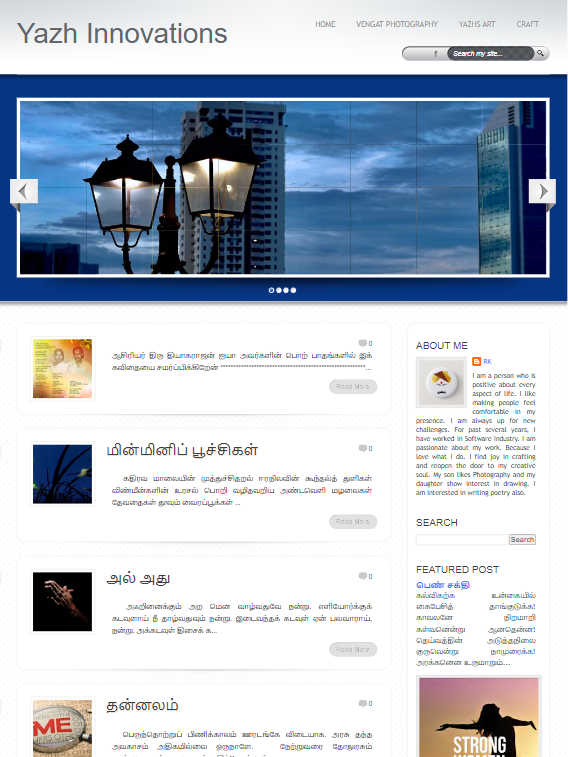 Yazh Innovations
HOME VENGAT PHOTOGRAPHY YAZHS ART CRAFT
f Search my site...
0
ஆசிரியர் திரு தியாகராஜன் ஐயா அவர்களின் பொற் பாதங்களில் இக்
கவிதையை சமர்ப்பிக்கிறேன்
Read More
மின்மினிப் பூச்சிகள்
0
கதிரவ மாலையின் முத்துச்சிதறல் ஈரநிலவின் கூந்தல்த் துளிகள்
விண்மீன்களின் உரசல் பொறி வழிதவறிய அண்டவெளி மழலைகள்
தேவதைகள் தூவும் வைரப்பூக்கள் ...
Read More
அல் அது
0
அஃறினைக்கும் அற மென வாழ்வதுவே நன்று. எளியோர்க்குக்
கடவுளாய் நீ தாழ்வதுவும் நன்று. இடைவந்தக் கடவுள் ஏன் பலவாராய்,
நன்று. அக்கடவுள் இசைக் க...
Read More
தன்னலம்
0
பெருந்தொற்றுப் பிணிக்காலம் ஊரடங்கே விடையாக. அரசு தந்த
அவகாசம் அதிகமில்லை ஒருநாளே. நேற்றுவரை தோதுரகம்
ABOUT ME
RK
I am a person who is
positive about every
aspect of life. I like
making people feel
comfortable in my
presence. I am always up for new
challenges. For past several years, I
have worked in Software Industry. I am
passionate about my work. Because I
love what I do. I find joy in crafting
and reopen the door to my creative
soul. My son likes Photography and my
daughter show interest in drawing. I
am interested in writing poetry also.
SEARCH
Search
FEATURED POST
பெண் சக்தி
கல்விகற்க உன்கையில்
கைபேசித் தாங்குடுக்க!
காவலனே நிறமாறி
கள்வனென்று ஆனதென்ன!
தெய்வத்தின் அடுத்தநிலை
குருவென்று நாமுரைக்க!
அரக்கனென உருமாறும்...
ME
STRONG
WOMEN